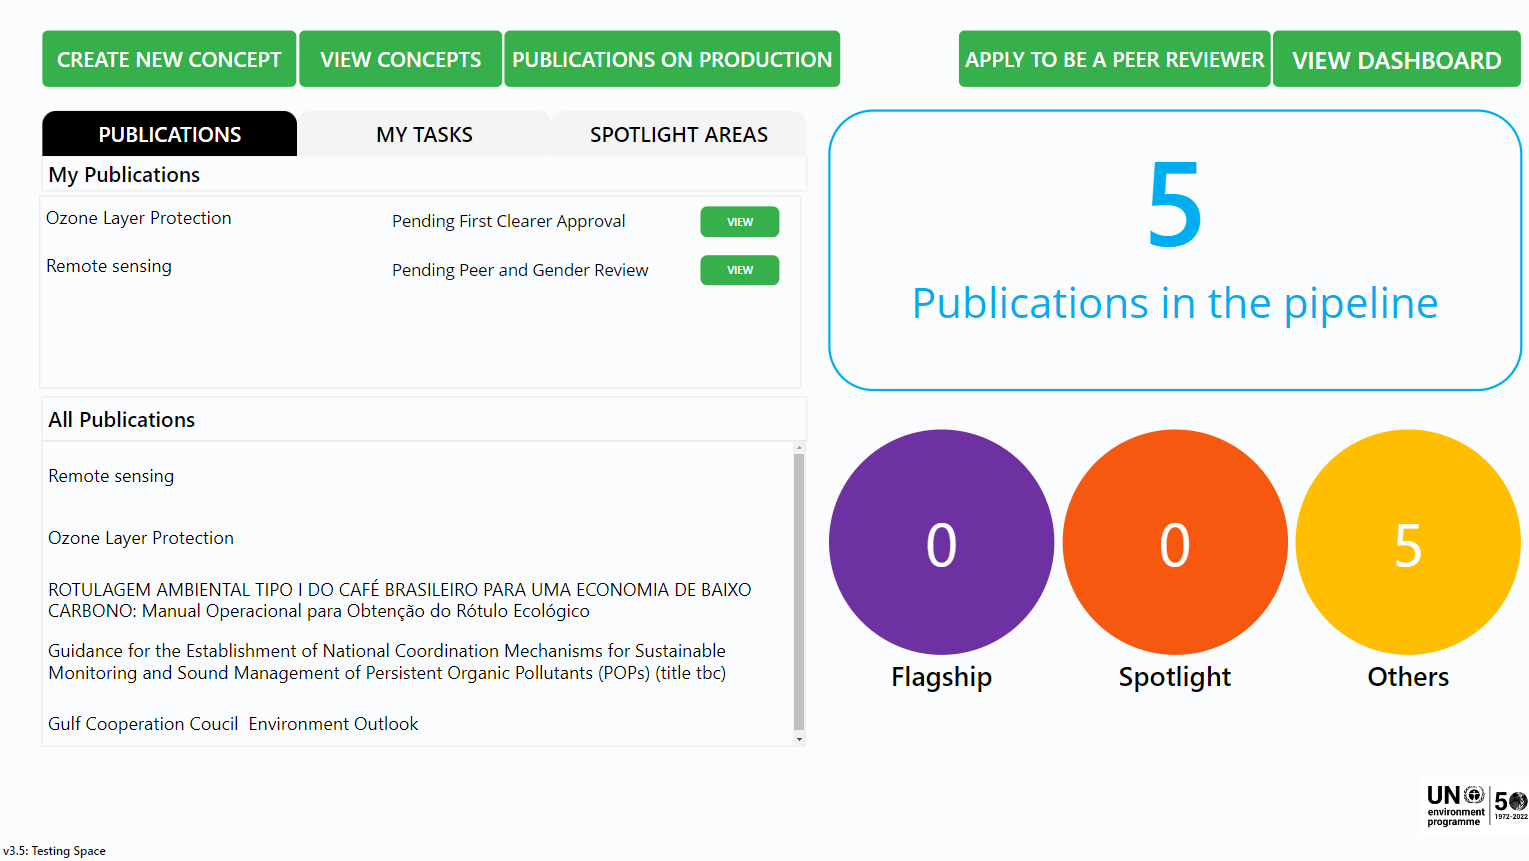 CREATE NEW CONCEPT
VIEW CONCEPTS
PUBLICATIONS ON PRODUCTION
APPLY TO BE A PEER REVIEWER
VIEW DASHBOARD
PUBLICATIONS
MY TASKS
SPOTLIGHT AREAS
My Publications
Ozone Layer Protection
Pending First Clearer Approval
VIEW
Remote sensing
Pending Peer and Gender Review
VIEW
All Publications
Remote sensing
Ozone Layer Protection
ROTULAGEM AMBIENTAL TIPO I DO CAFÉ BRASILEIRO PARA UMA ECONOMIA DE BAIXO
CARBONO: Manual Operacional para Obtenção do Rótulo Ecológico
Guidance for the Establishment of National Coordination Mechanisms for Sustainable
Monitoring and Sound Management of Persistent Organic Pollutants (POPs) (title tbc)
Gulf Cooperation Coucil  Environment Outlook
5
Publications in the pipeline
0
Flagship
0
Spotlight
5
Others
UN
environment
programme
50
1972-2022
v3.5: Testing Space